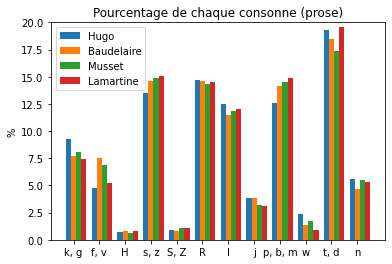 Pourcentage de chaque consonne (prose)
Hugo
Baudelaire
Musset
Lamartine
%
20.0
17.5
15.0
12.5
10.0
7.5
5.0
2.5
0.0
k, g f, v H s, z S, Z R l j p, b, m w t, d n